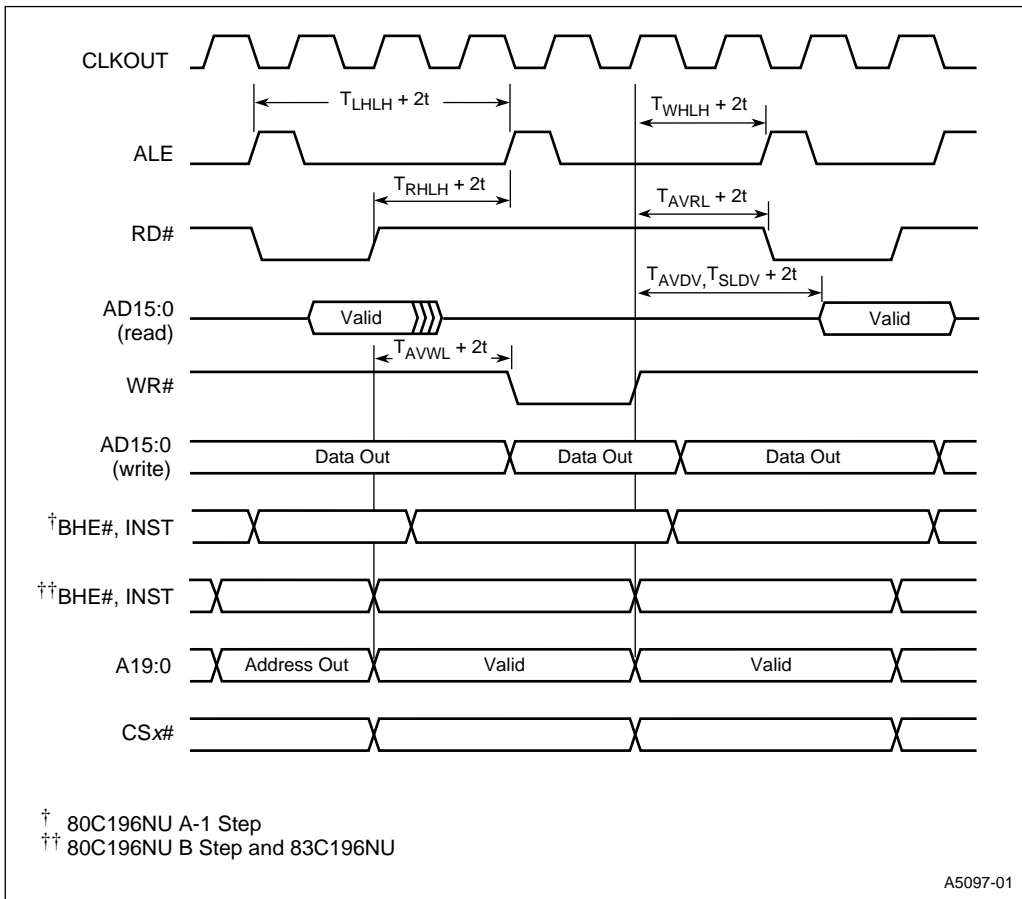 CLKOUT
T_LHLH + 2t
T_WHLH + 2t
ALE
T_RHLH + 2t
T_AVRL + 2t
RD#
T_AVDV,T_SLDV + 2t
AD15:0
(read)
Valid
Valid
T_AVWL + 2t
WR#
AD15:0
(write)
Data Out
Data Out
Data Out
†BHE#, INST
††BHE#, INST
A19:0
Address Out
Valid
Valid
CSx#
† 80C196NU A-1 Step
†† 80C196NU B Step and 83C196NU
A5097-01